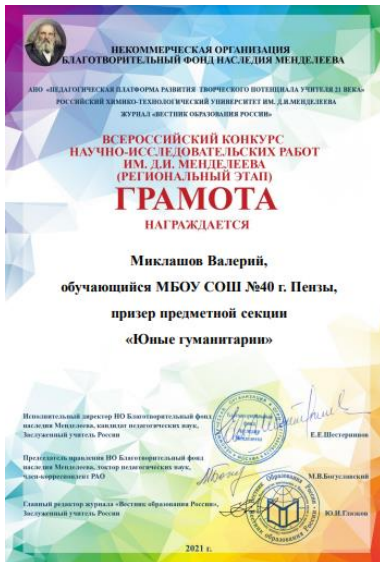 НЕКОММЕРЧЕСКАЯ ОРГАНИЗАЦИЯ
БЛАГОТВОРИТЕЛЬНЫЙ ФОНД НАСЛЕДИЯ МЕНДЕЛЕЕВА
АНО «ПЕДАГОГИЧЕСКАЯ ПЛАТФОРМА РАЗВИТИЯ ТВОРЧЕСКОГО ПОТЕНЦИАЛА УЧИТЕЛЯ 21 ВЕКА»
РОССИЙСКИЙ ХИМИКО-ТЕХНОЛОГИЧЕСКИЙ УНИВЕРСИТЕТ ИМ. Д.И.МЕНДЕЛЕЕВА
ЖУРНАЛ «ВЕСТНИК ОБРАЗОВАНИЯ РОССИИ»
ВСЕРОССИЙСКИЙ КОНКУРС
НАУЧНО-ИССЛЕДОВАТЕЛЬСКИХ РАБОТ
ИМ. Д.И. МЕНДЕЛЕЕВА
(РЕГИОНАЛЬНЫЙ ЭТАП)
ГРАМОТА
НАГРАЖДАЕТСЯ
Миклашов Валерий,
обучающийся МБОУ СОШ №40 г. Пензы,
призер предметной секции
«Юные гуманитарии»
Исполнительный директор НО Благотворительный фонд
наследия Менделеева, кандидат педагогических наук,
Заслуженный учитель России
Е.Е.Шестернинов
Председатель правления НО Благотворительный фонд
наследия Менделеева, доктор педагогических наук,
член-корреспондент РАО
М.В.Богуславский
Главный редактор журнала «Вестник образования России»,
Заслуженный учитель России
Ю.И.Глизков
2021 г.